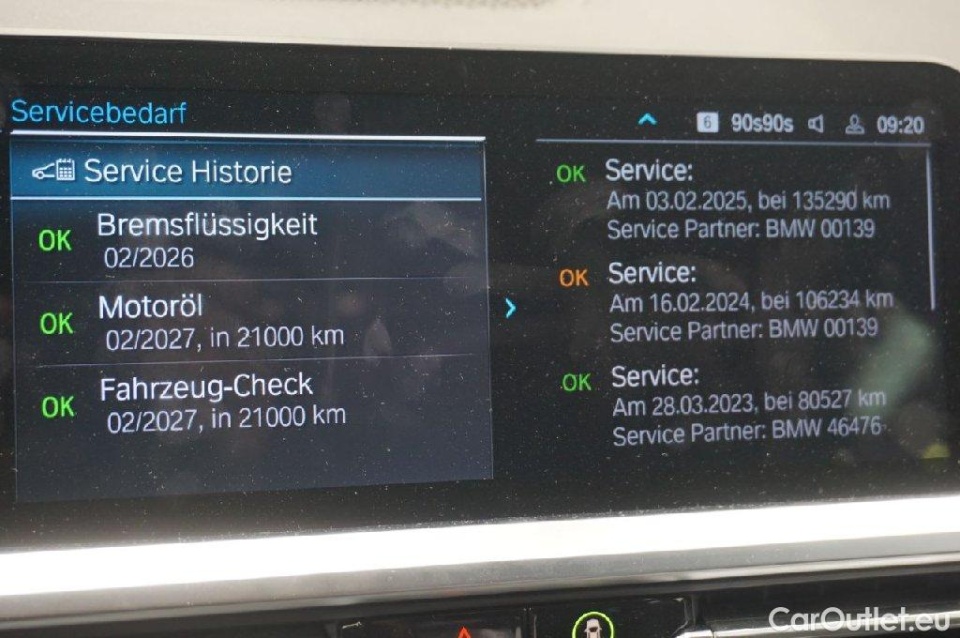 Servicebedarf
6 90s90s 09:20
Service Historie
OK Bremsflüssigkeit
02/2026
OK Motoröl
02/2027, in 21000 km
OK Fahrzeug-Check
02/2027, in 21000 km
OK Service:
Am 03.02.2025, bei 135290 km
Service Partner: BMW 00139
OK Service:
Am 16.02.2024, bei 106234 km
Service Partner: BMW 00139
OK Service:
Am 28.03.2023, bei 80527 km
Service Partner: BMW 46476
CarOutlet.eu